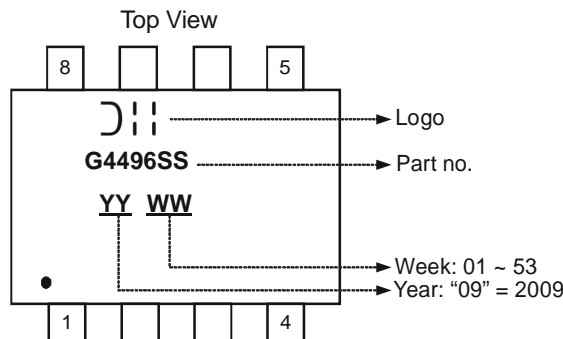 Top View
8 5
Logo
G4496SS Part no.
YY WW
Week: 01 ~ 53
Year: “09” = 2009
1 4